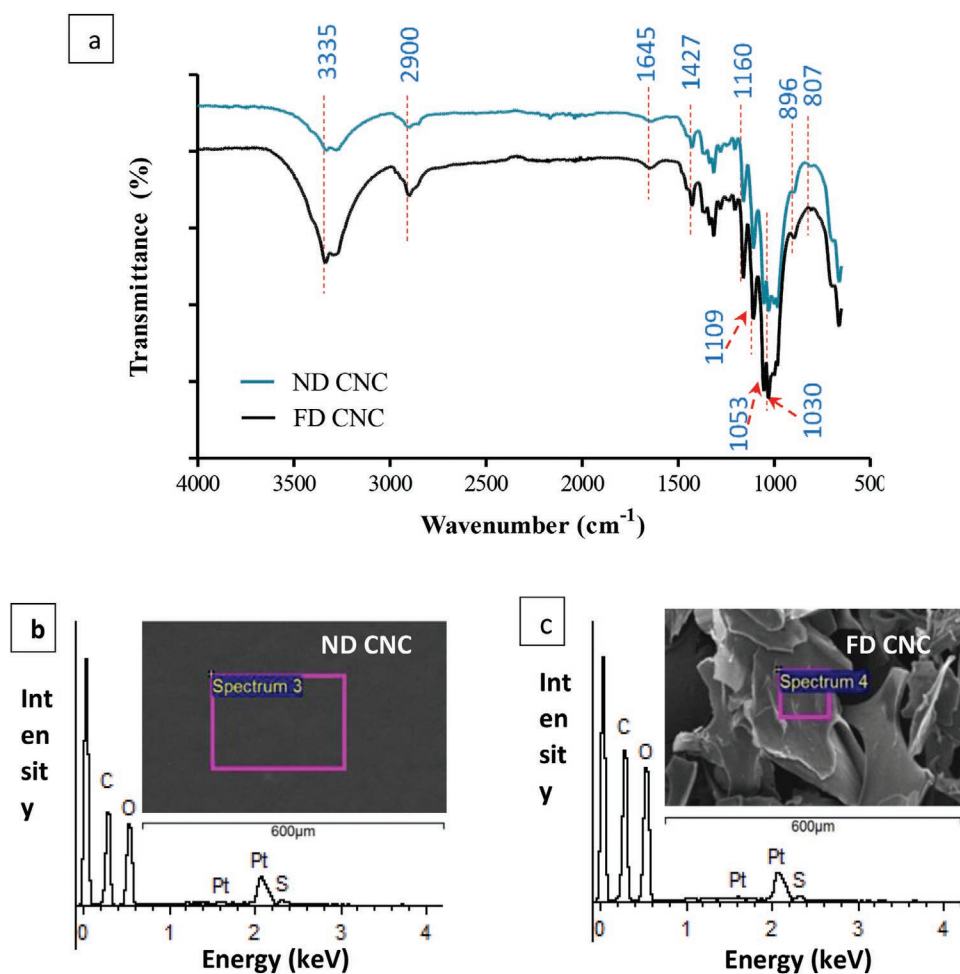 a
3335
2900
1645
1427
1160
896
807
Transmittance (%)
1109
1053
1030
ND CNC
FD CNC
4000 3500 3000 2500 2000 1500 1000 500
Wavenumber (cm⁻¹)
b
Int
en
sit
y
ND CNC
Spectrum 3
600µm
C
O
Pt
Pt
S
0 1 2 3 4
Energy (keV)
c
Int
en
sit
y
FD CNC
Spectrum 4
600µm
C
O
Pt
Pt
S
0 1 2 3 4
Energy (keV)